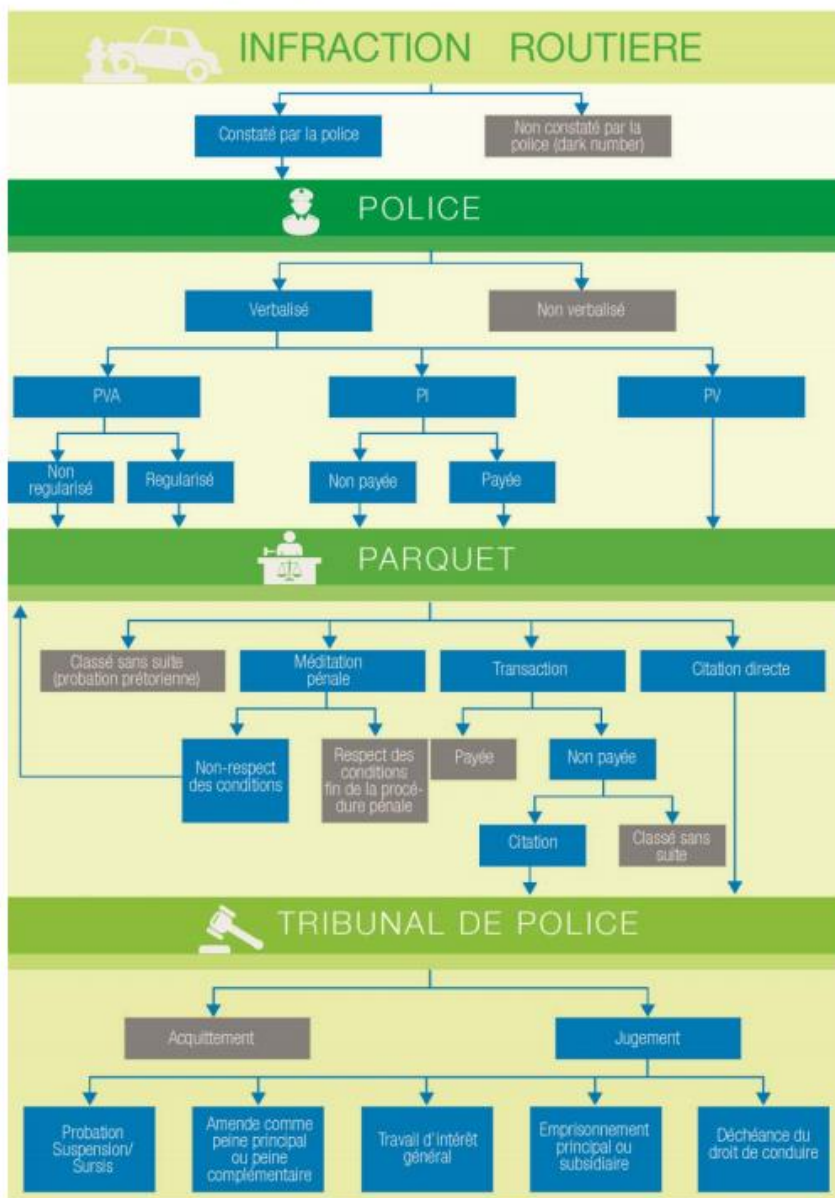 INFRACTION ROUTIERE
Constaté par la police
Non constaté par la
police (dark number)
POLICE
Verbalisé
Non verbalisé
PVA
PI
PV
Non
regularisé
Regularisé
Non payée
Payée
PARQUET
Classé sans suite
(probation prétorienne)
Méditation
pénale
Transaction
Citation directe
Non-respect
des conditions
Respect des
conditions
fin de la procé-
dure pénale
Payée
Non payée
Citation
Classé sans
suite
TRIBUNAL DE POLICE
Acquittement
Jugement
Probation
Suspension/
Sursis
Amende comme
peine principal
ou peine
complémentaire
Travail d'intérêt
général
Emprisonnement
principal ou
subsidiaire
Déchéance du
droit de conduire